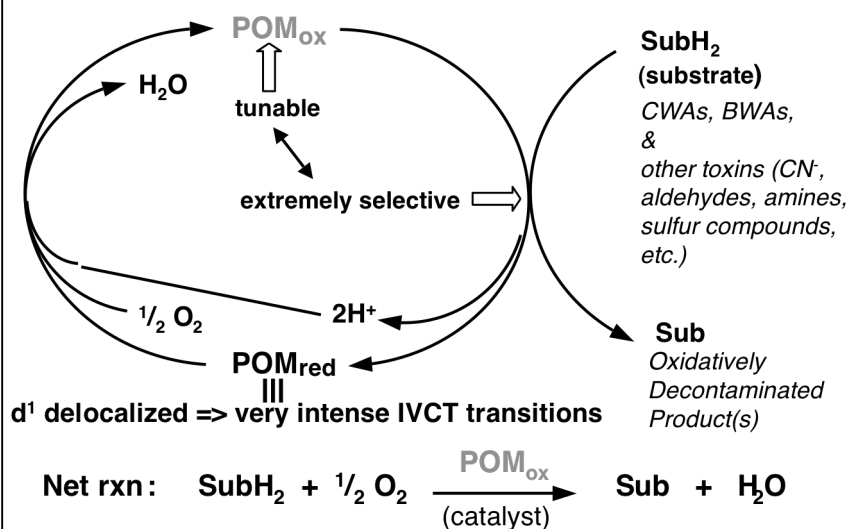 POMox
H2O
tunable
extremely selective
SubH2
(substrate)
CWAs, BWAs,
&
other toxins (CN-,
aldehydes, amines,
sulfur compounds,
etc.)
1/2 O2
2H+
POMred
d1 delocalized => very intense IVCT transitions
Sub
Oxidatively
Decontaminated
Product(s)
Net rxn: SubH2 + 1/2 O2 POMox (catalyst) Sub + H2O